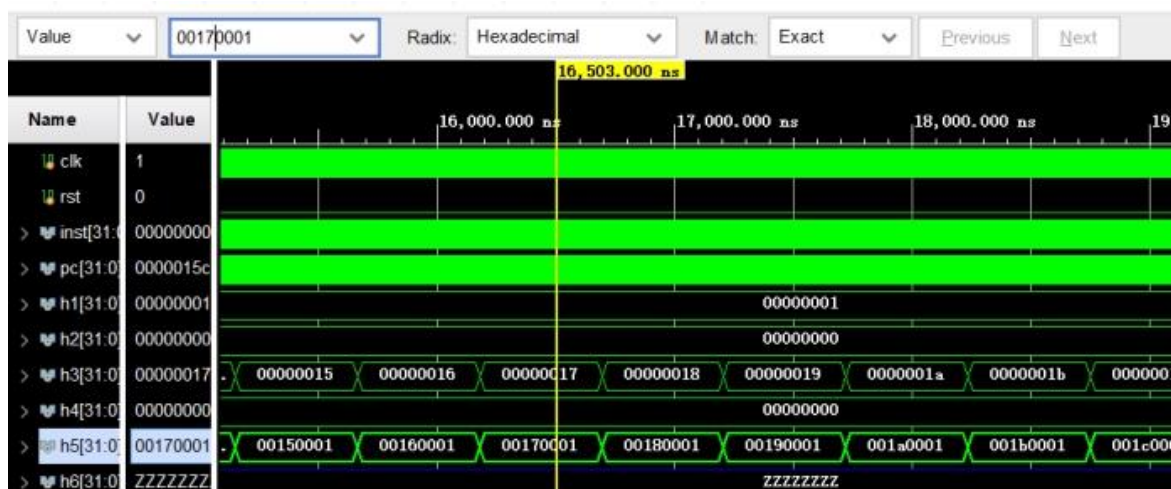 Value 00170001 Radix: Hexadecimal Match: Exact Previous Next
16,503.000 ns
Name Value 16,000.000 ns 17,000.000 ns 18,000.000 ns 19
clk 1
rst 0
inst[31:0 00000000
pc[31:0] 0000015c
h1[31:0] 00000001 00000001
h2[31:0] 00000000 00000000
h3[31:0] 00000017 00000015 00000016 00000017 00000018 00000019 0000001a 0000001b 000000
h4[31:0] 00000000 00000000
h5[31:0] 00170001 00150001 00160001 00170001 00180001 00190001 001a0001 001b0001 001c00
h6[31:0] ZZZZZZZ ZZZZZZZZ